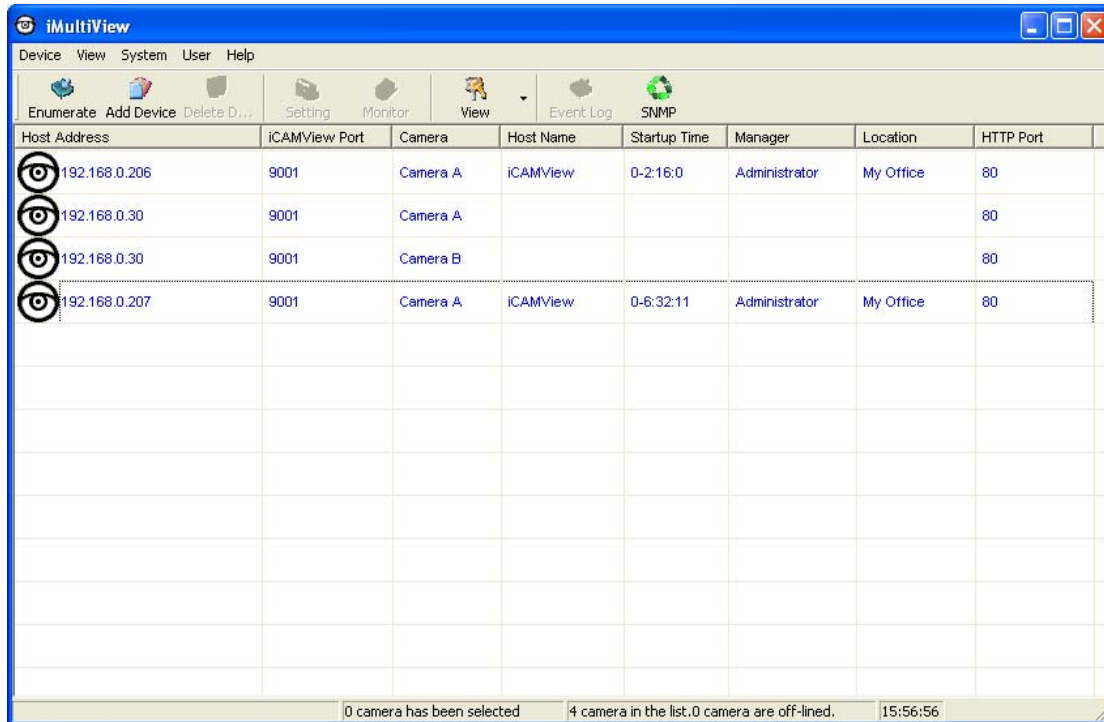 iMultiView
Device View System User Help
Enumerate Add Device Delete D... Setting Monitor View Event Log SNMP
Host Address iCAMView Port Camera Host Name Startup Time Manager Location HTTP Port
192.168.0.206 9001 Camera A iCAMView 0-2:16:0 Administrator My Office 80
192.168.0.30 9001 Camera A 80
192.168.0.30 9001 Camera B 80
192.168.0.207 9001 Camera A iCAMView 0-6:32:11 Administrator My Office 80
0 camera has been selected 4 camera in the list.0 camera are off-lined. 15:56:56